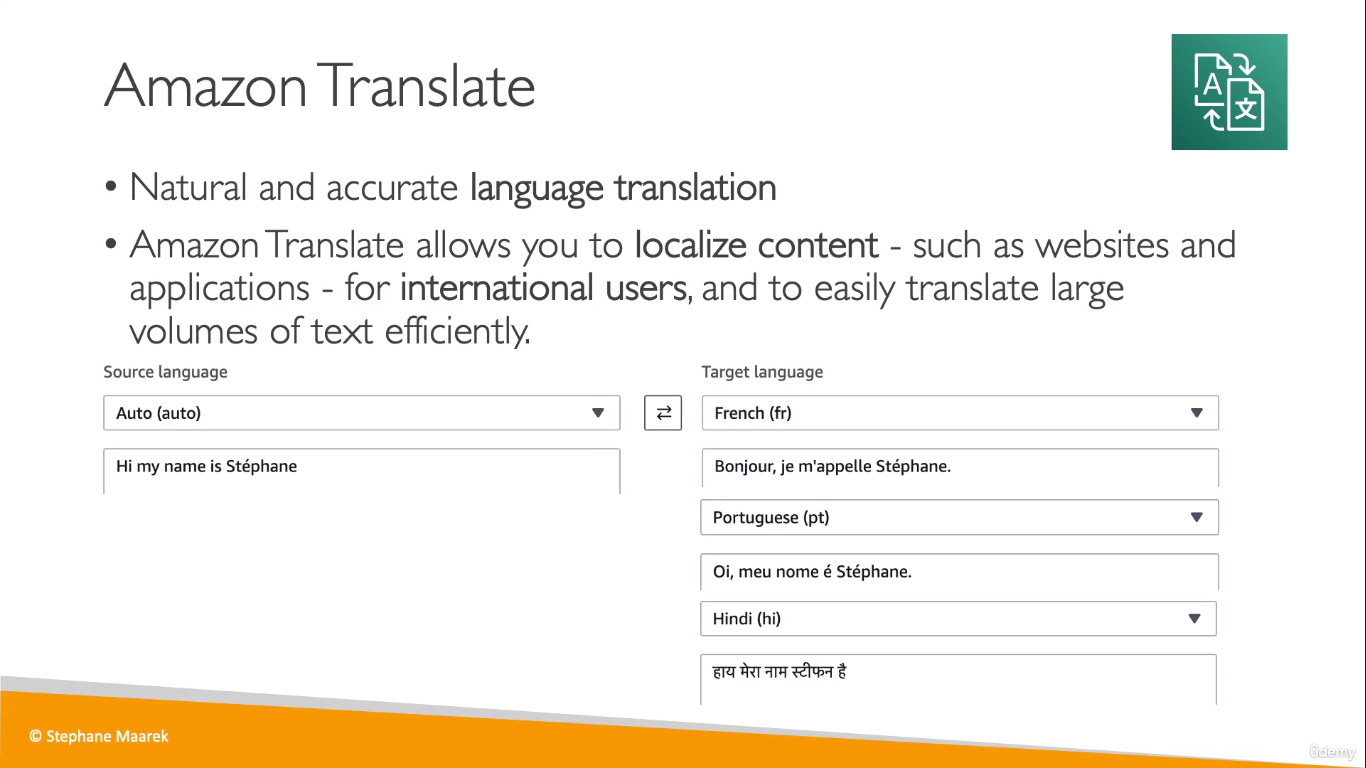 Amazon Translate
A
文
• Natural and accurate language translation
• Amazon Translate allows you to localize content - such as websites and
applications - for international users, and to easily translate large
volumes of text efficiently.
Source language
Target language
Auto (auto)
French (fr)
Hi my name is Stéphane
Bonjour, je m'appelle Stéphane.
Portuguese (pt)
Oi, meu nome é Stéphane.
Hindi (hi)
हाय मेरा नाम स्टीफन है
© Stephane Maarek
ûdemy